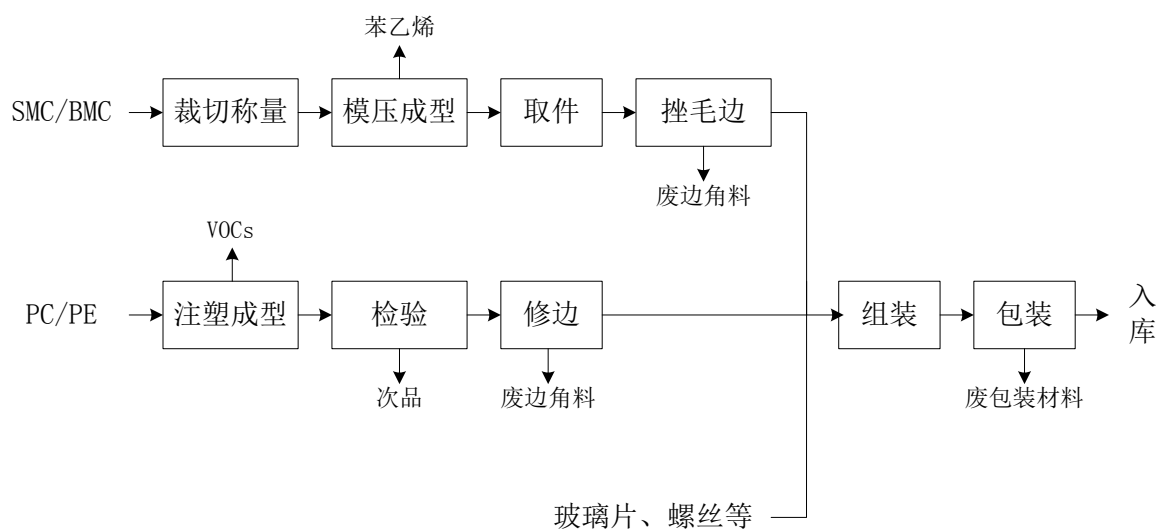 苯乙烯
SMC/BMC
裁切称量
模压成型
取件
挫毛边
废边角料
VOCs
PC/PE
注塑成型
检验
修边
组装
包装
入
库
次品
废边角料
废包装材料
玻璃片、螺丝等